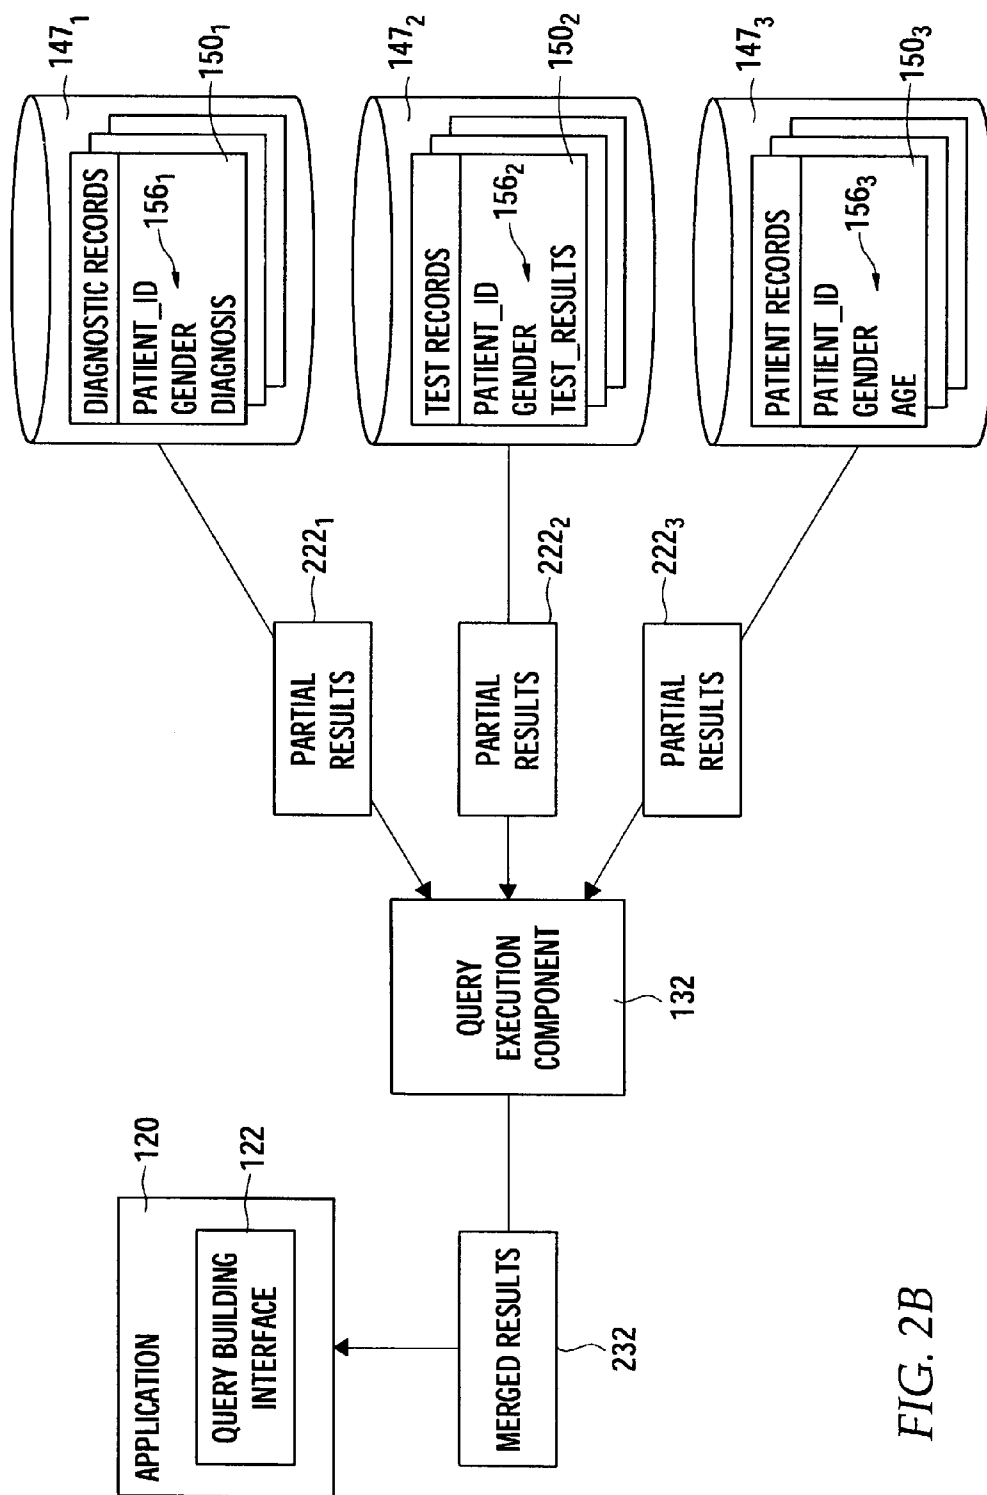 APPLICATION
120
QUERY BUILDING
INTERFACE
122
MERGED RESULTS
232
QUERY
EXECUTION
COMPONENT
132
PARTIAL
RESULTS
222₁
PARTIAL
RESULTS
222₂
PARTIAL
RESULTS
222₃
147₁
DIAGNOSTIC RECORDS
PATIENT_ID
GENDER
DIAGNOSIS
156₁
150₁
147₂
TEST RECORDS
PATIENT_ID
GENDER
TEST_RESULTS
156₂
150₂
147₃
PATIENT RECORDS
PATIENT_ID
GENDER
AGE
156₃
150₃
FIG. 2B